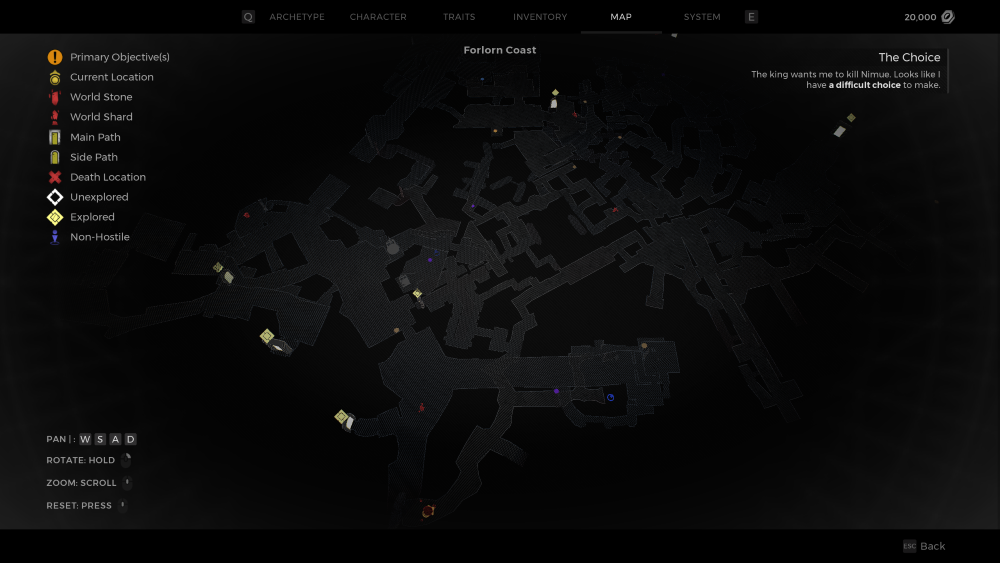 Q ARCHETYPE CHARACTER TRAITS INVENTORY MAP SYSTEM E 20,000
Forlorn Coast
Primary Objective(s)
Current Location
World Stone
World Shard
Main Path
Side Path
Death Location
Unexplored
Explored
Non-Hostile
The Choice
The king wants me to kill Nimue. Looks like I
have a difficult choice to make.
PAN | : W S A D
ROTATE: HOLD
ZOOM: SCROLL
RESET: PRESS
ESC Back